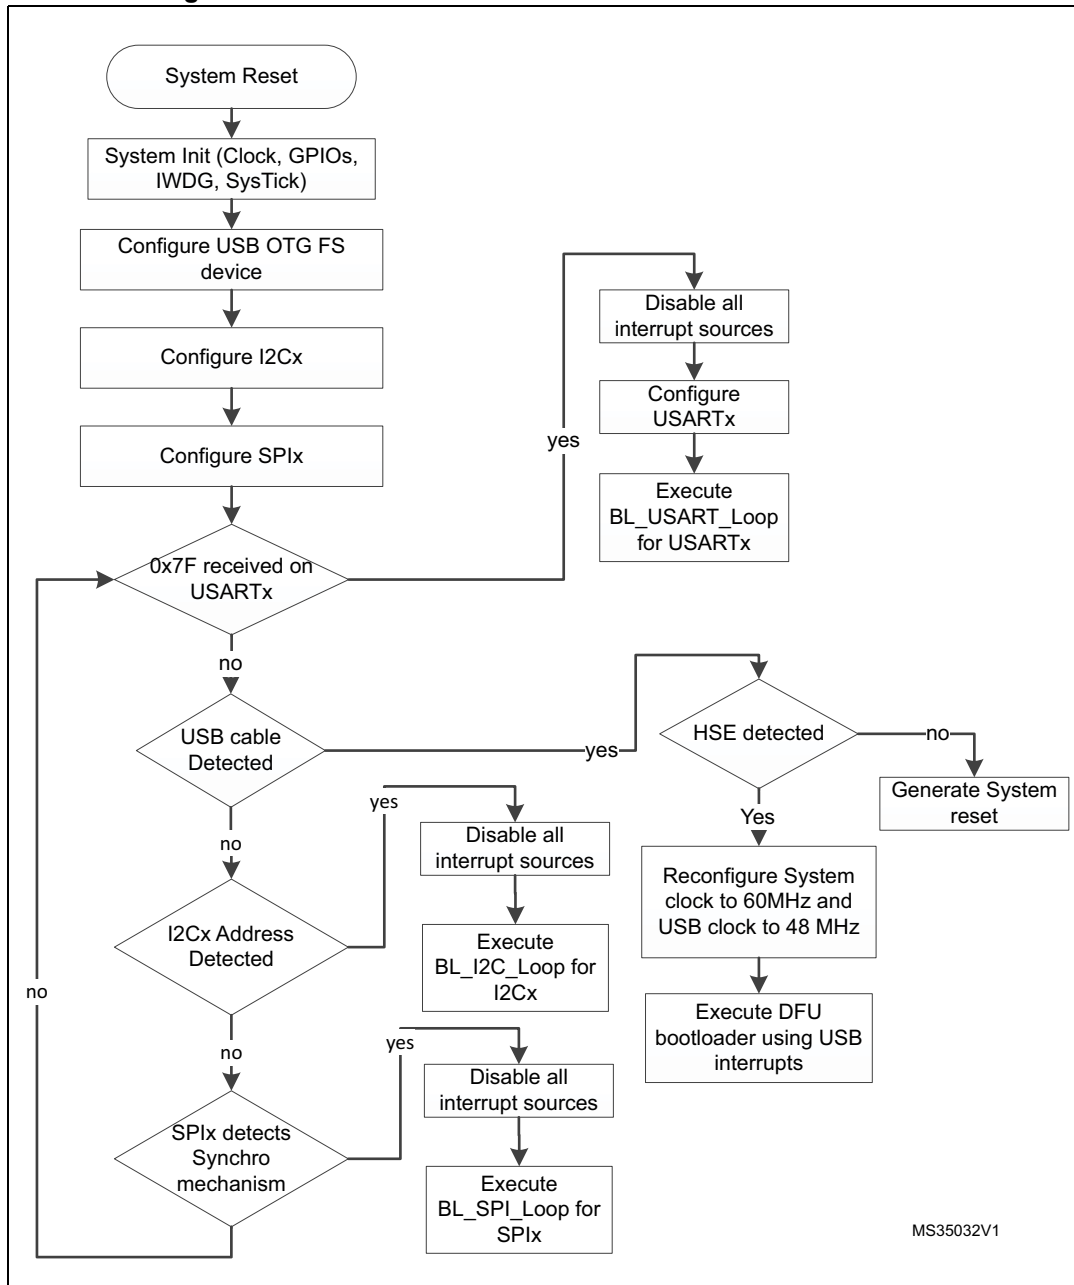 System Reset
System Init (Clock, GPIOs,
IWDG, SysTick)
Configure USB OTG FS
device
Configure I2Cx
Configure SPIx
0x7F received on
USARTx
yes
Disable all
interrupt sources
Configure
USARTx
Execute
BL_USART_Loop
for USARTx
no
USB cable
Detected
yes
HSE detected
no
Generate System
reset
Yes
Reconfigure System
clock to 60MHz and
USB clock to 48 MHz
Execute DFU
bootloader using USB
interrupts
no
I2Cx Address
Detected
yes
Disable all
interrupt sources
Execute
BL_I2C_Loop for
I2Cx
no
SPIx detects
Synchro
mechanism
yes
Disable all
interrupt sources
Execute
BL_SPI_Loop for
SPIx
no
MS35032V1